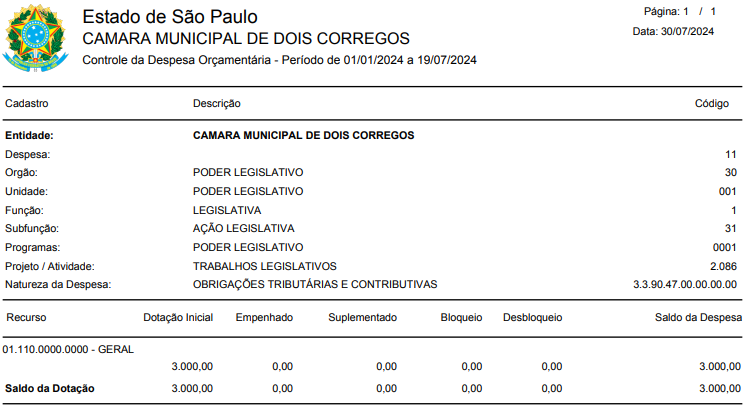 Estado de São Paulo
Página: 1 / 1
CAMARA MUNICIPAL DE DOIS CORREGOS
Data: 30/07/2024
Controle da Despesa Orçamentária - Período de 01/01/2024 a 19/07/2024
Cadastro Descrição Código
Entidade: CAMARA MUNICIPAL DE DOIS CORREGOS
Despesa: 11
Orgão: PODER LEGISLATIVO 30
Unidade: PODER LEGISLATIVO 001
Função: LEGISLATIVA 1
Subfunção: AÇÃO LEGISLATIVA 31
Programas: PODER LEGISLATIVO 0001
Projeto / Atividade: TRABALHOS LEGISLATIVOS 2.086
Natureza da Despesa: OBRIGAÇÕES TRIBUTÁRIAS E CONTRIBUTIVAS 3.3.90.47.00.00.00.00
Recurso Dotação Inicial Empenhado Suplementado Bloqueio Desbloqueio Saldo da Despesa
01.110.0000.0000 - GERAL
3.000,00 0,00 0,00 0,00 0,00 3.000,00
Saldo da Dotação 3.000,00 0,00 0,00 0,00 0,00 3.000,00